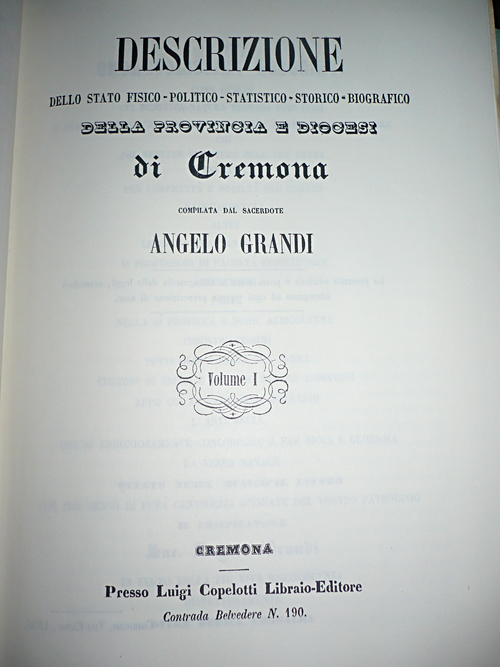 DESCRIZIONE
DELLO STATO FISICO-POLITICO-STATISTICO-STORICO-BIOGRAFICO
DELLA PROVINCIA E DIOCESI
di Cremona
COMPILATA DAL SACERDOTE
ANGELO GRANDI
Volume I
CREMONA
Presso Luigi Copelotti Libraio-Editore
Contrada Belvedere N. 190.